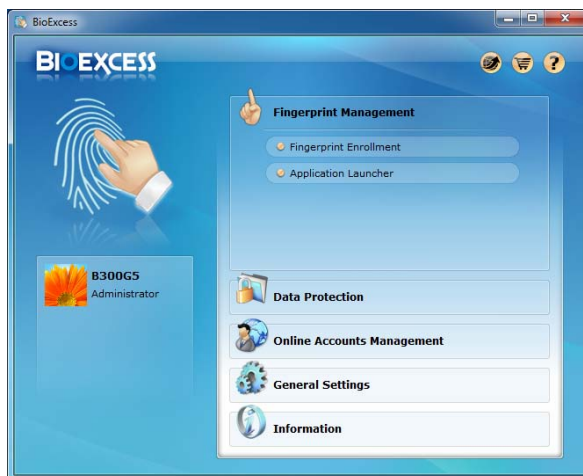 BioExcess
BIOEXCESS
?
Fingerprint Management
Fingerprint Enrollment
Application Launcher
B300G5
Administrator
Data Protection
Online Accounts Management
General Settings
Information